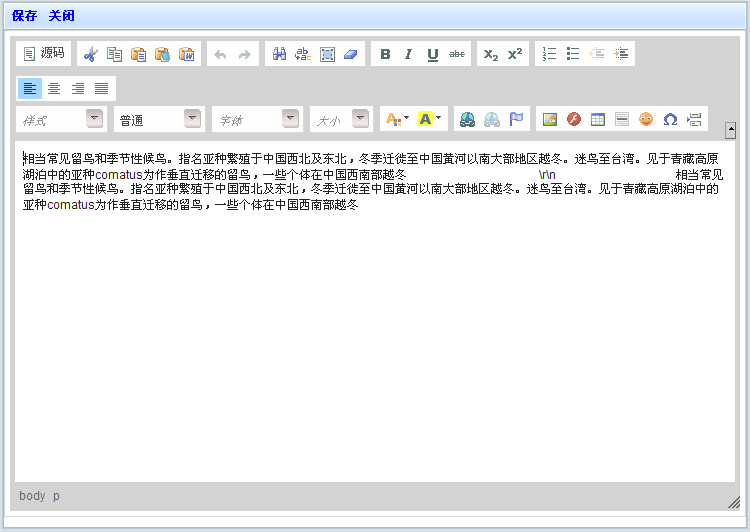 保存 关闭
源码
B I U abc X₂ X²
样式 普通 字体 大小 A A
相当常见留鸟和季节性候鸟。指名亚种繁殖于中国西北及东北，冬季迁徙至中国黄河以南大部地区越冬。迷鸟至台湾。见于青藏高原
湖泊中的亚种comatus为作垂直迁移的留鸟，一些个体在中国西南部越冬 \r\n 相当常见
留鸟和季节性候鸟。指名亚种繁殖于中国西北及东北，冬季迁徙至中国黄河以南大部地区越冬。迷鸟至台湾。见于青藏高原湖泊中的
亚种comatus为作垂直迁移的留鸟，一些个体在中国西南部越冬
body p